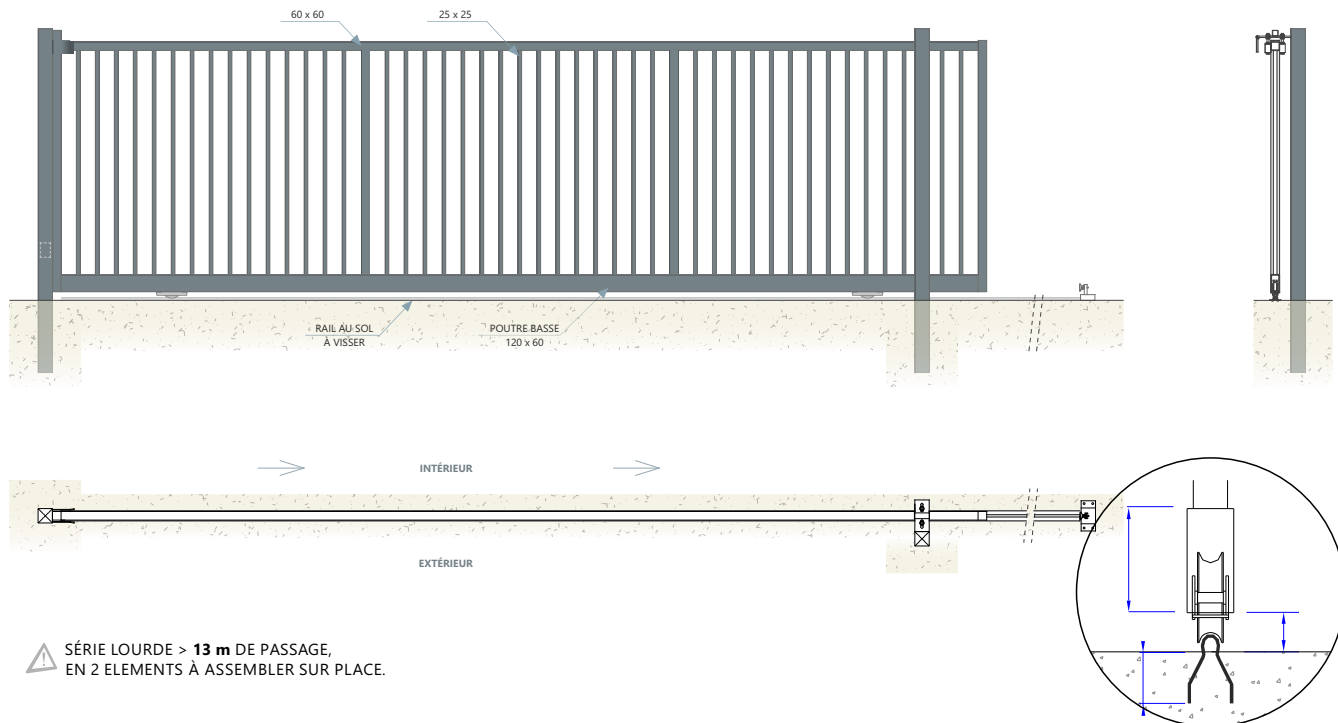 60 x 60
25 x 25
RAIL AU SOL
À VISSER
POUTRE BASSE
120 x 60
INTÉRIEUR
EXTÉRIEUR
SÉRIE LOURDE > 13 m DE PASSAGE,
EN 2 ELEMENTS À ASSEMBLER SUR PLACE.